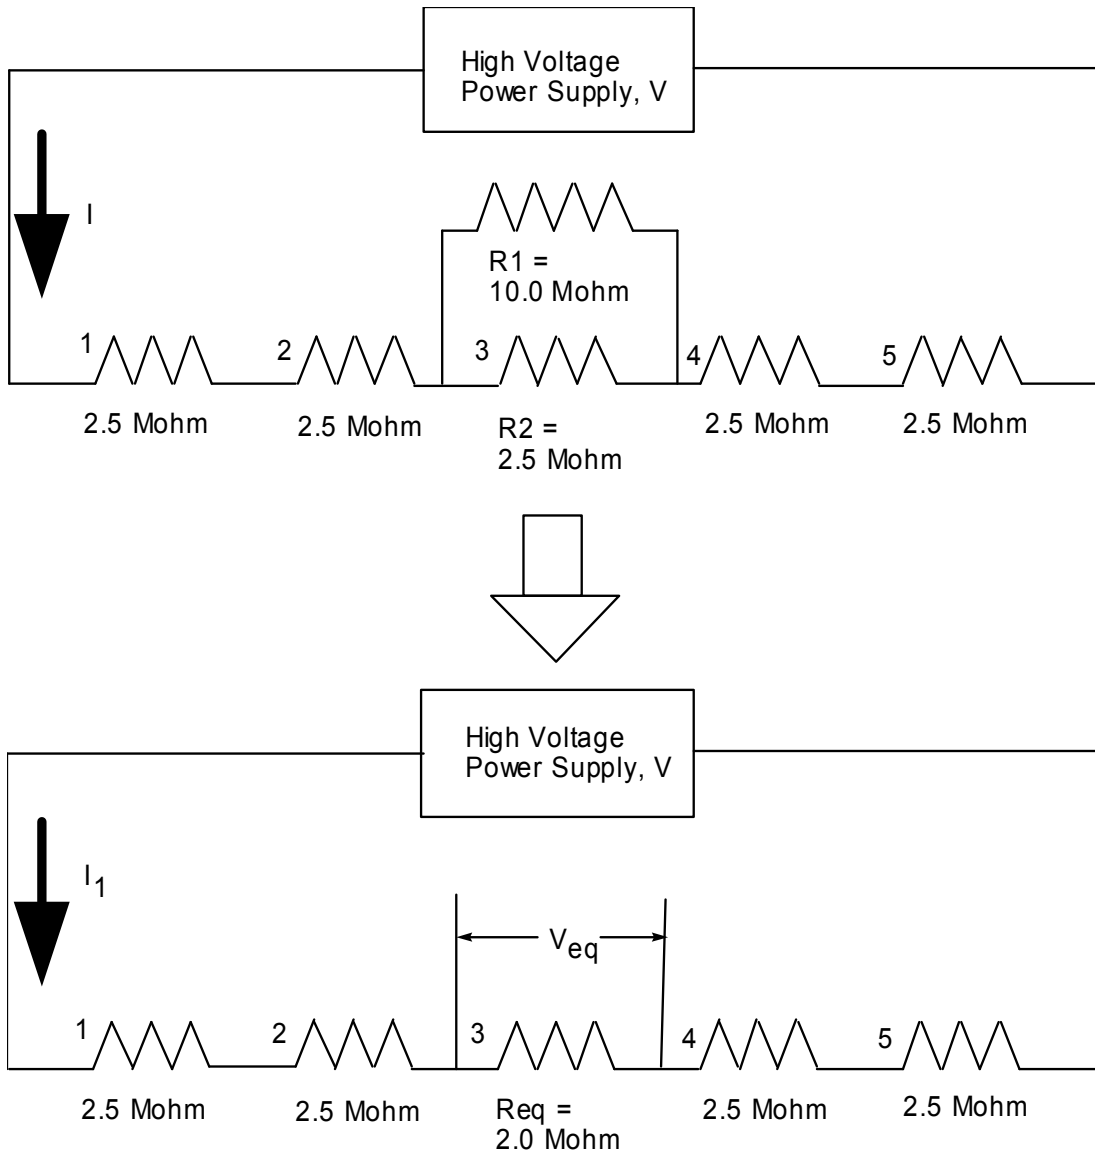 High Voltage
Power Supply, V
I
R1 =
10.0 Mohm
1
2
3
4
5
2.5 Mohm
2.5 Mohm
R2 =
2.5 Mohm
2.5 Mohm
2.5 Mohm
High Voltage
Power Supply, V
I1
Veq
1
2
3
4
5
2.5 Mohm
2.5 Mohm
Req =
2.0 Mohm
2.5 Mohm
2.5 Mohm